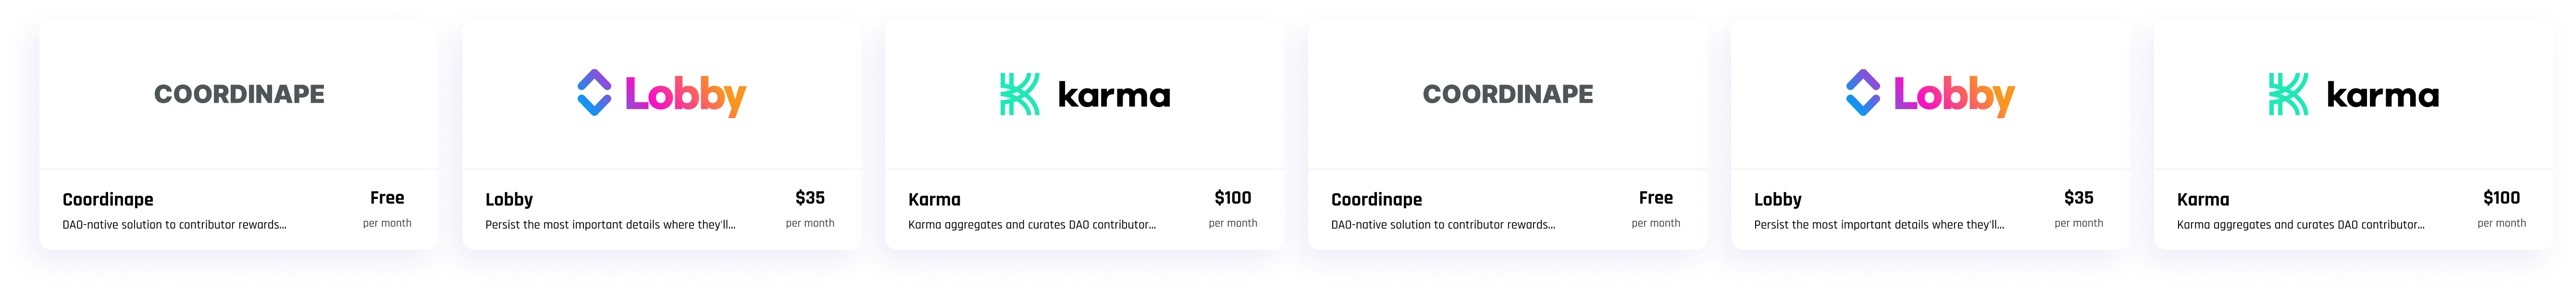 COORDINAPE
Coordinape
Free
DAO-native solution to contributor rewards...
per month
Lobby
Lobby
$35
Persist the most important details where they'll...
per month
karma
Karma
$100
Karma aggregates and curates DAO contributor...
per month
COORDINAPE
Coordinape
Free
DAO-native solution to contributor rewards...
per month
Lobby
Lobby
$35
Persist the most important details where they'll...
per month
karma
Karma
$100
Karma aggregates and curates DAO contributor...
per month